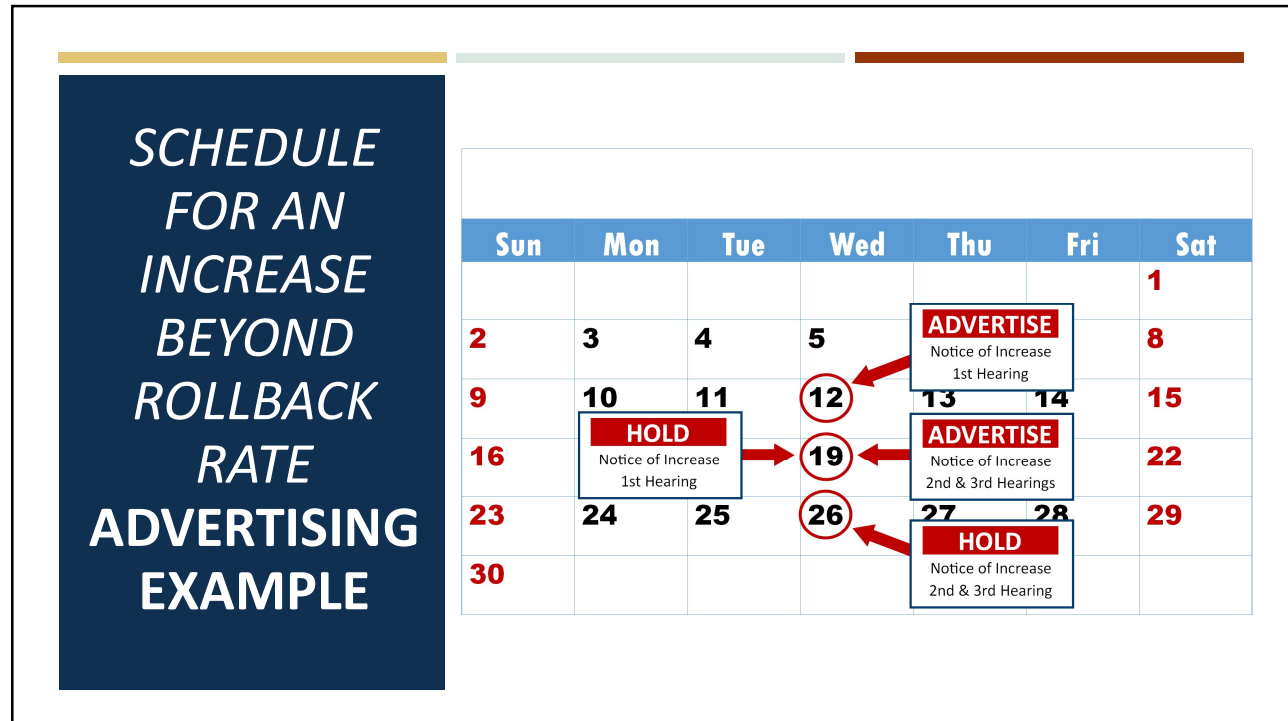 SCHEDULE
FOR AN
INCREASE
BEYOND
ROLLBACK
RATE
ADVERTISING
EXAMPLE
Sun Mon Tue Wed Thu Fri Sat
1
2 3 4 5 8
ADVERTISE
Notice of Increase
1st Hearing
9 10 11 12 13 14 15
HOLD
Notice of Increase
1st Hearing
16 19 22
ADVERTISE
Notice of Increase
2nd & 3rd Hearings
23 24 25 26 27 28 29
HOLD
Notice of Increase
2nd & 3rd Hearing
30